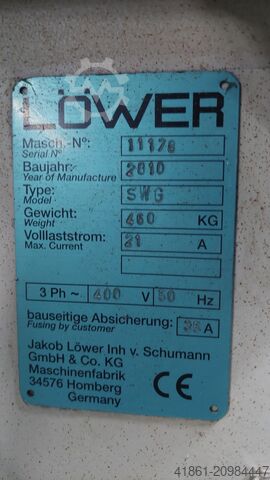 LÖWER
Masch.-Nº: 11178
Serial Nº
Baujahr: 2010
Year of Manufacture
Type: SWG
Model
Gewicht: 460 KG
Weight
Volllaststrom: 21 A
Max. Current
3 Ph ~ 400 V 50 Hz
bauseitige Absicherung: 35 A
Fusing by customer
Jakob Löwer Inh v. Schumann
GmbH & Co. KG
Maschinenfabrik
34576 Homberg
Germany
CE
41861-20984447